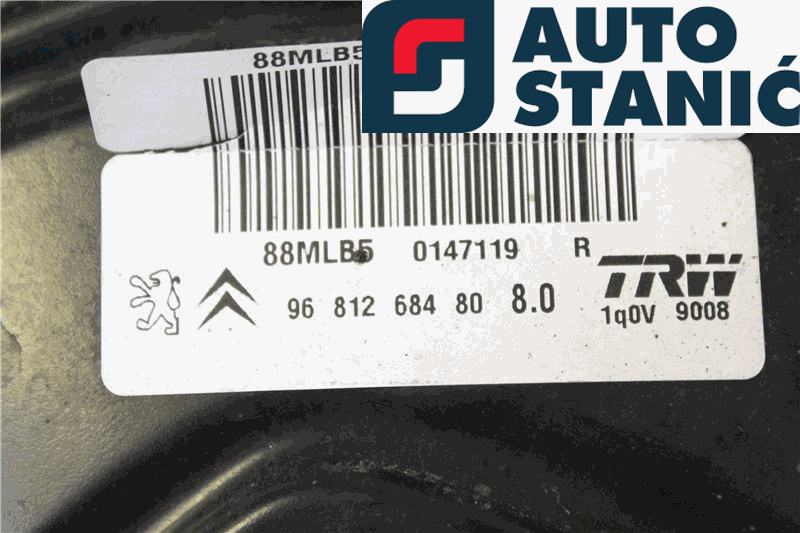 AUTO
STANIĆ
88MLB5
88MLB5 0147119 R
TRW
96 812 684 80 8.0
1q0V 9008